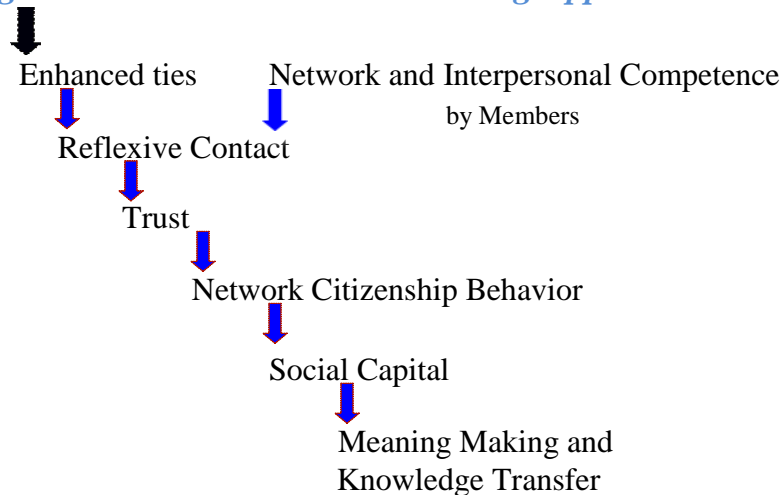 Enhanced ties Network and Interpersonal Competence
by Members
Reflexive Contact
Trust
Network Citizenship Behavior
Social Capital
Meaning Making and
Knowledge Transfer